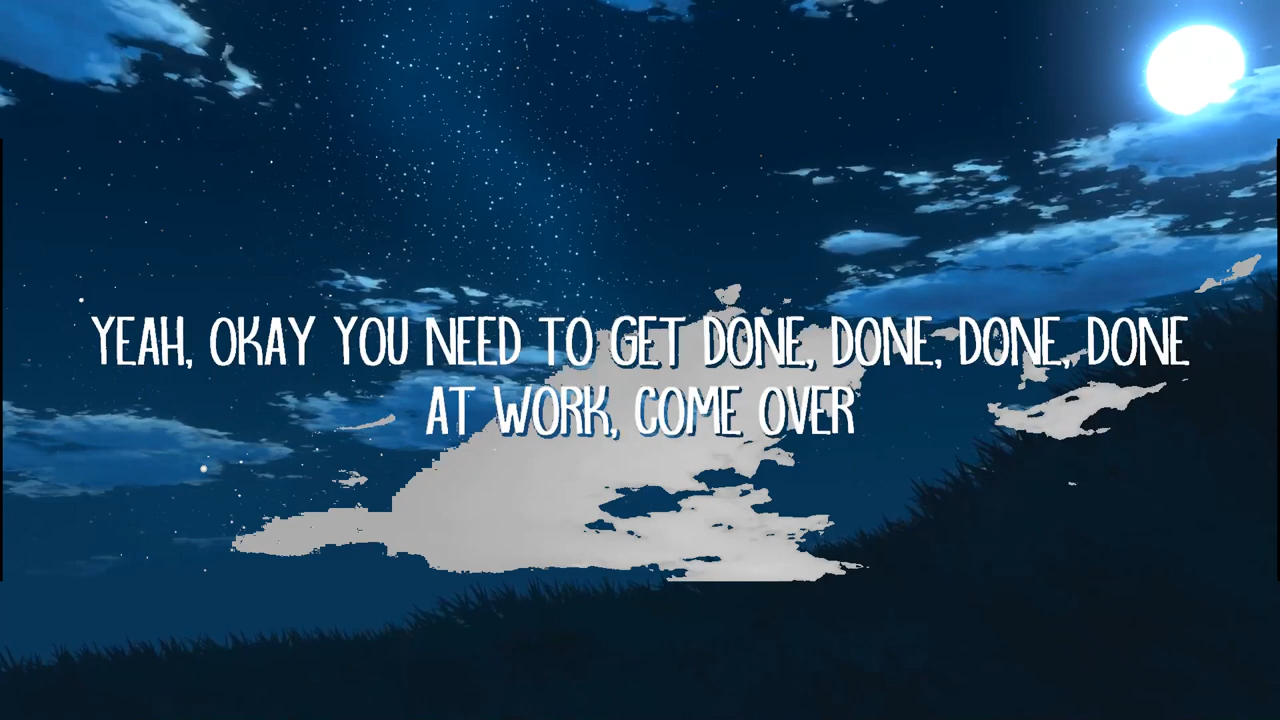 YEAH, OKAY YOU NEED TO GET DONE, DONE, DONE, DONE
AT WORK, COME OVER